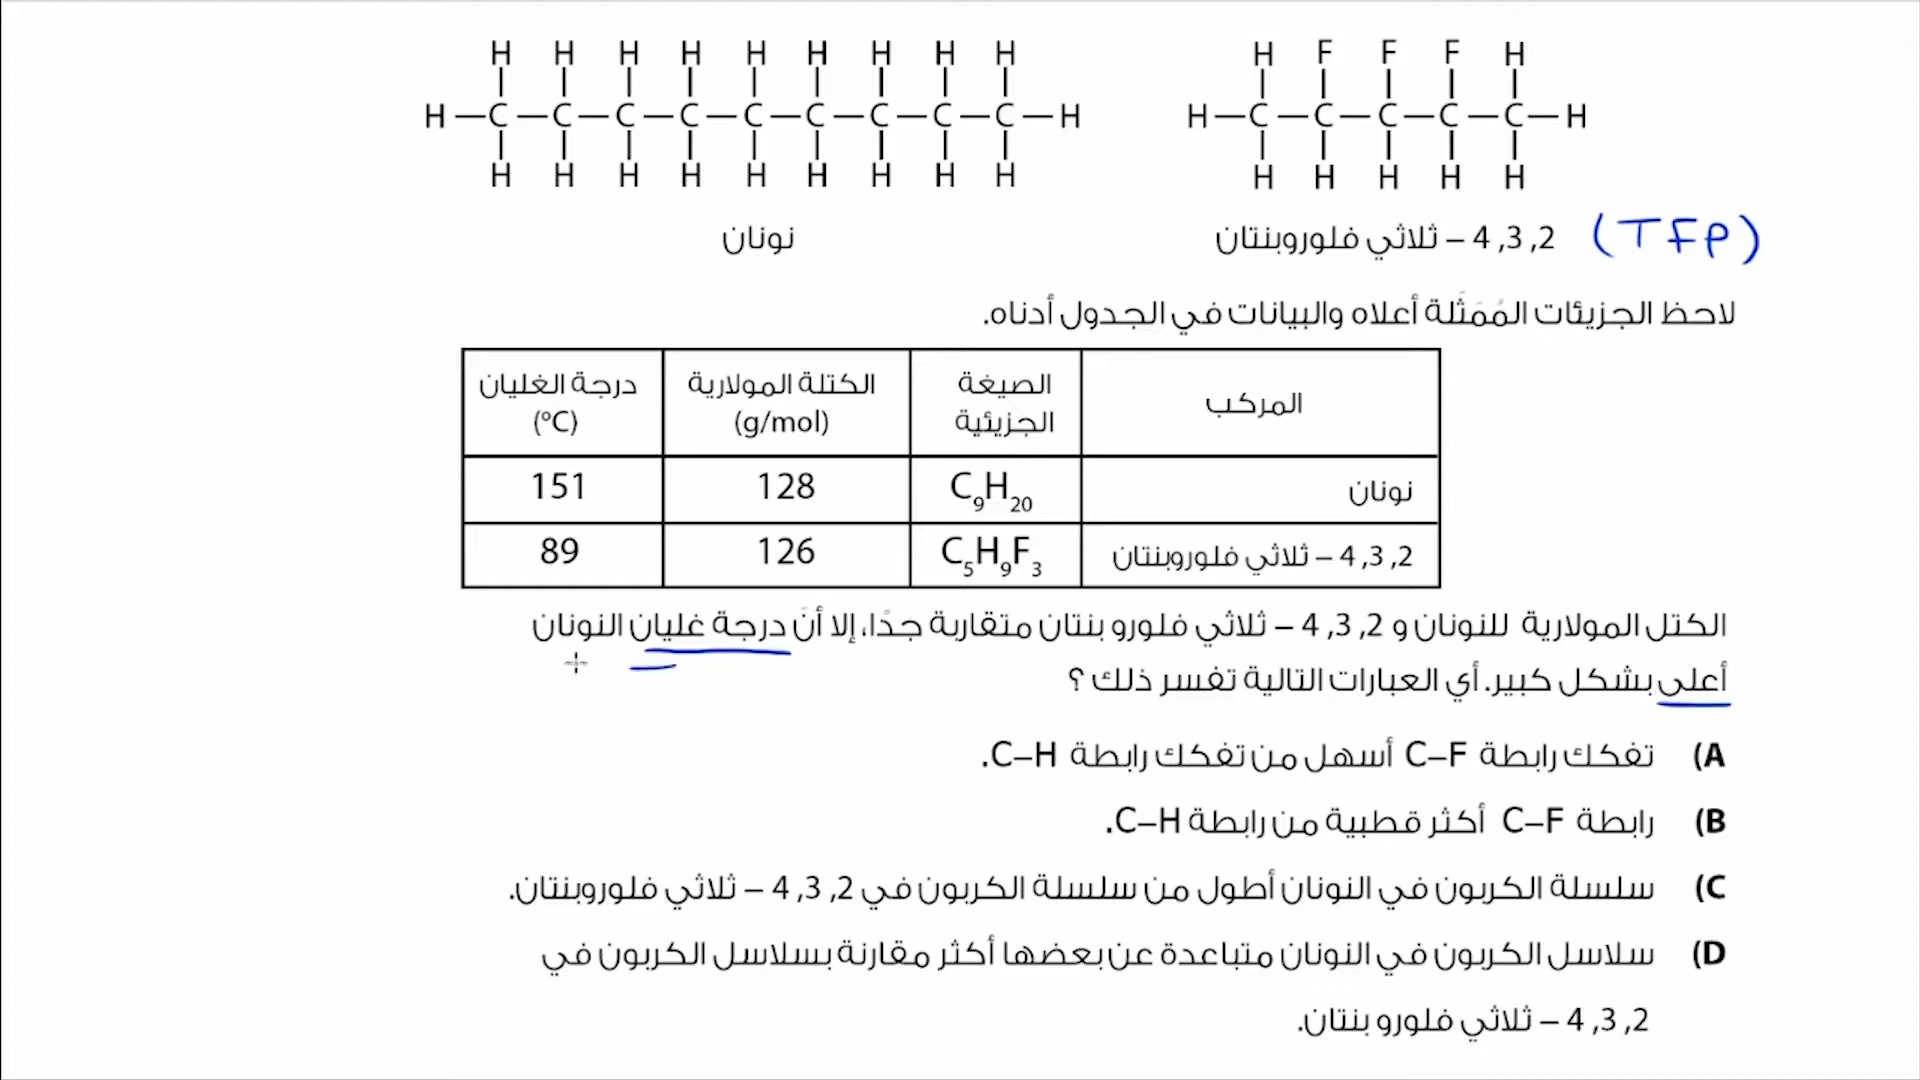 H H H H H H H H H H F F F H
H—C—C—C—C—C—C—C—C—C—H H—C—C—C—C—C—H
H H H H H H H H H H H H H H
نونان
2, 3, 4 – ثلاثي فلوروبنتان (TFP)
لاحظ الجزيئات المُمَثَّلة أعلاه والبيانات في الجدول أدناه.
المركب الصيغة الجزيئية الكتلة المولارية (g/mol) درجة الغليان (°C)
نونان C9H20 128 151
2, 3, 4 – ثلاثي فلوروبنتان C5H9F3 126 89
الكتل المولارية للنونان و 2, 3, 4 – ثلاثي فلورو بنتان متقاربة جدًا، إلا أنّ درجة غليان النونان
أعلى بشكل كبير. أي العبارات التالية تفسر ذلك ؟
(A تفكك رابطة C–F أسهل من تفكك رابطة C–H.
(B رابطة C–F أكثر قطبية من رابطة C–H.
(C سلسلة الكربون في النونان أطول من سلسلة الكربون في 2, 3, 4 – ثلاثي فلوروبنتان.
(D سلاسل الكربون في النونان متباعدة عن بعضها أكثر مقارنة بسلاسل الكربون في
2, 3, 4 – ثلاثي فلورو بنتان.